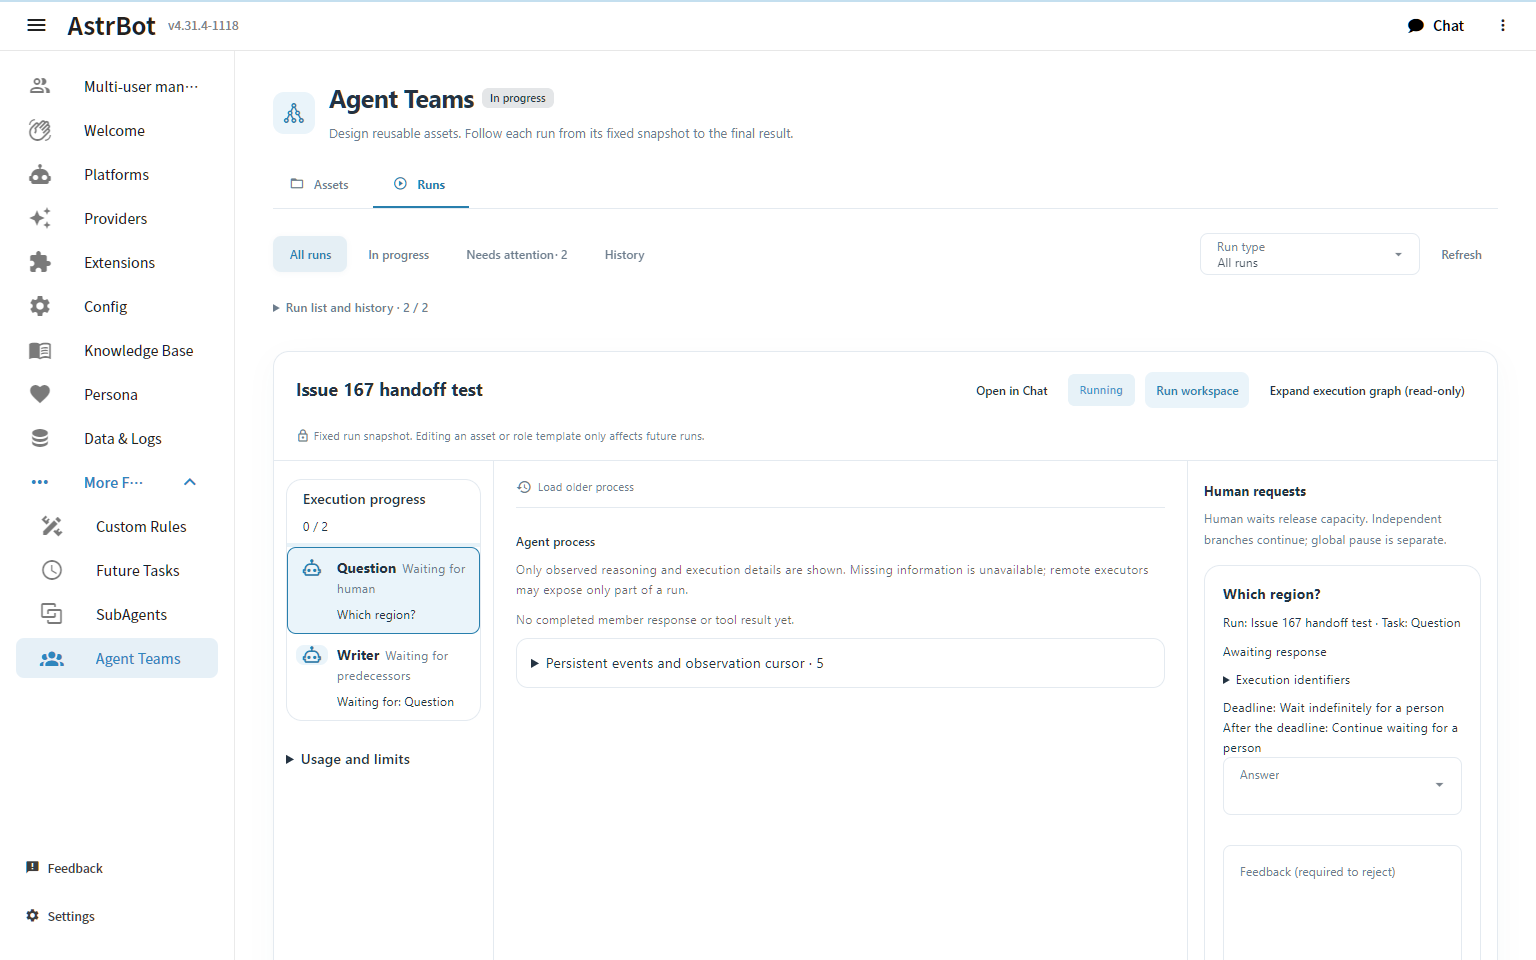 AstrBot v4.31.4-1118
Chat
Multi-user man···
Welcome
Platforms
Providers
Extensions
Config
Knowledge Base
Persona
Data & Logs
More F···
Custom Rules
Future Tasks
SubAgents
Agent Teams
Feedback
Settings
Agent Teams In progress
Design reusable assets. Follow each run from its fixed snapshot to the final result.
Assets Runs
All runs In progress Needs attention · 2 History
Run type
All runs
Refresh
Run list and history · 2 / 2
Issue 167 handoff test
Open in Chat Running Run workspace Expand execution graph (read-only)
Fixed run snapshot. Editing an asset or role template only affects future runs.
Execution progress
0 / 2
Question Waiting for
human
Which region?
Writer Waiting for
predecessors
Waiting for: Question
Usage and limits
Load older process
Agent process
Only observed reasoning and execution details are shown. Missing information is unavailable; remote executors
may expose only part of a run.
No completed member response or tool result yet.
Persistent events and observation cursor · 5
Human requests
Human waits release capacity. Independent
branches continue; global pause is separate.
Which region?
Run: Issue 167 handoff test · Task: Question
Awaiting response
Execution identifiers
Deadline: Wait indefinitely for a person
After the deadline: Continue waiting for a
person
Answer
Feedback (required to reject)